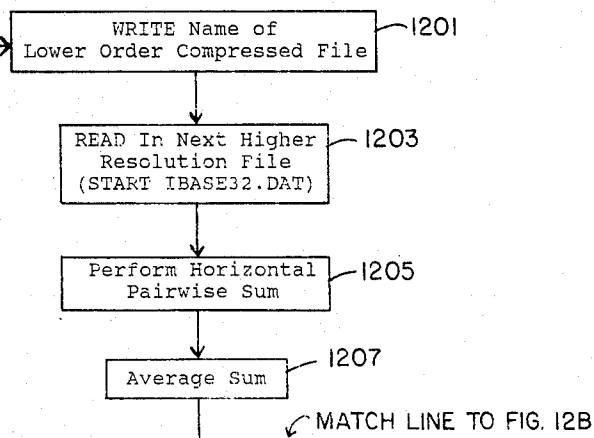 WRITE Name of
Lower Order Compressed File
1201
READ In Next Higher
Resolution File
(START IBASE32.DAT)
1203
Perform Horizontal
Pairwise Sum
1205
Average Sum
1207
MATCH LINE TO FIG. 12B